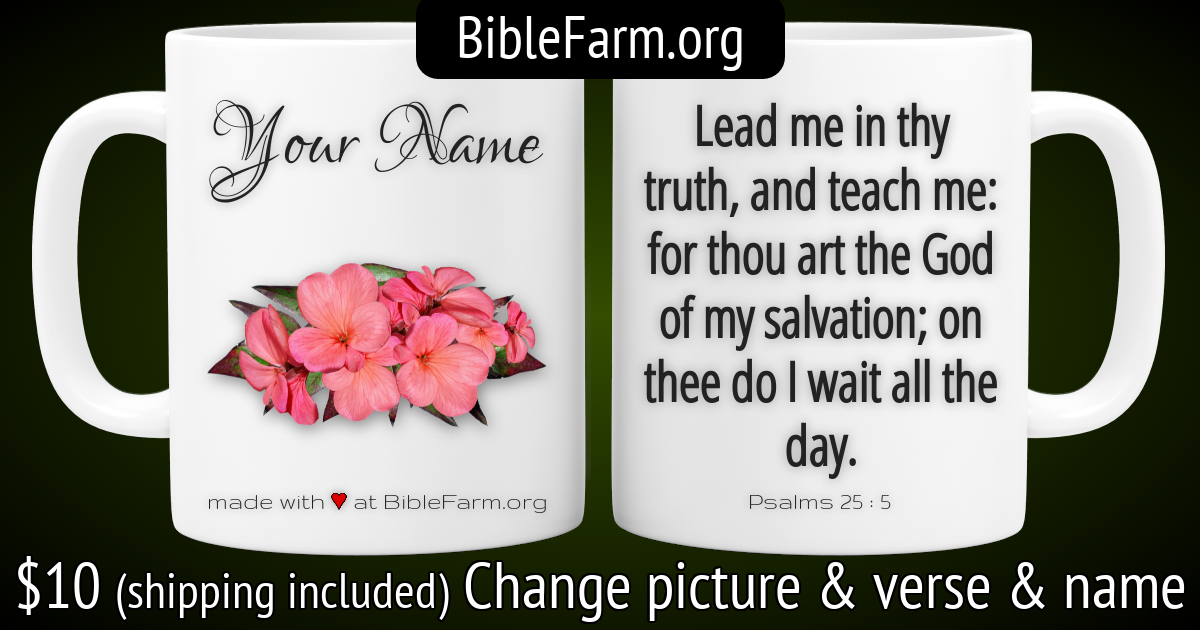 BibleFarm.org
Your Name
made with ♥ at BibleFarm.org
Lead me in thy
truth, and teach me:
for thou art the God
of my salvation; on
thee do I wait all the
day.
Psalms 25 : 5
$10 (shipping included) Change picture & verse & name